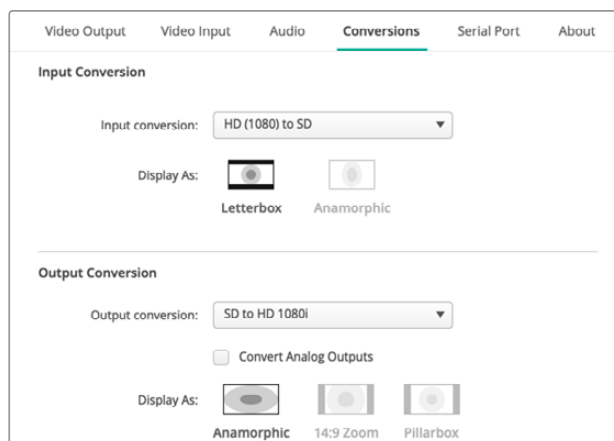 Video Output Video Input Audio Conversions Serial Port About
Input Conversion
Input conversion: HD (1080) to SD
Display As:
Letterbox Anamorphic
Output Conversion
Output conversion: SD to HD 1080i
Convert Analog Outputs
Display As:
Anamorphic 14:9 Zoom Pillarbox